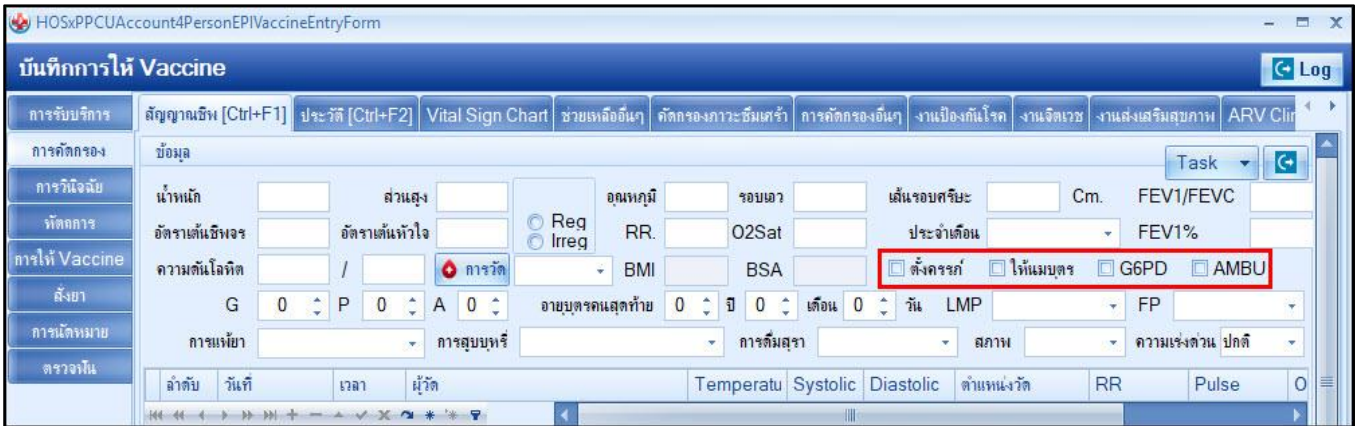 HOSxPPCUAccount4PersonEPIVaccineEntryForm
บันทึกการให้ Vaccine
Log
การรับบริการ
สัญญาณชีพ [Ctrl+F1] ประวัติ [Ctrl+F2] Vital Sign Chart ช่วยเหลืออื่นๆ คัดกรองภาวะซึมเศร้า การคัดกรองอื่นๆ งานป้องกันโรค งานจิตเวช งานส่งเสริมสุขภาพ ARV Clir
การคัดกรอง
ข้อมูล
Task
การวินิจฉัย
น้ำหนัก ส่วนสูง อุณหภูมิ รอบเอว เส้นรอบศรีษะ Cm. FEV1/FEVC
หัตถการ
อัตราเต้นชีพจร อัตราเต้นหัวใจ Reg Irreg RR. O2Sat ประจำเดือน FEV1%
การให้ Vaccine
ความดันโลหิต / การวัด BMI BSA ตั้งครรภ์ ให้นมบุตร G6PD AMBU
สั่งยา
G 0 P 0 A 0 อายุบุตรคนสุดท้าย 0 ปี 0 เดือน 0 วัน LMP FP
การนัดหมาย
การแพ้ยา การสูบบุหรี่ การดื่มสุรา สภาพ ความเร่งด่วน ปกติ
ตรวจฟัน
ลำดับ วันที่ เวลา ผู้วัด Temperatu Systolic Diastolic ตำแหน่งวัด RR Pulse O